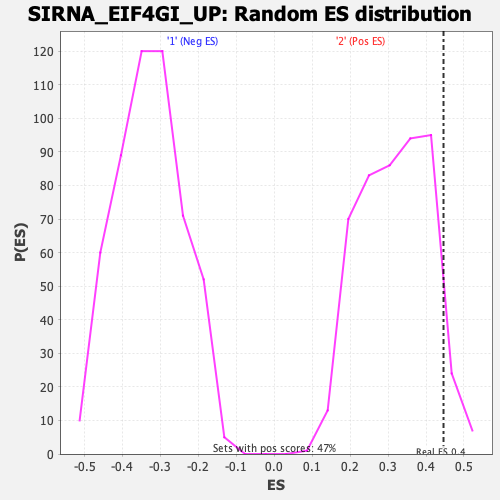 SIRNA_EIF4GI_UP: Random ES distribution
'1' (Neg ES) '2' (Pos ES)
120
110
100
90
80
70
60
50
40
30
20
10
0
P(ES)
Sets with pos scores: 47%
Real ES 0.4
-0.5 -0.4 -0.3 -0.2 -0.1 0.0 0.1 0.2 0.3 0.4 0.5
ES